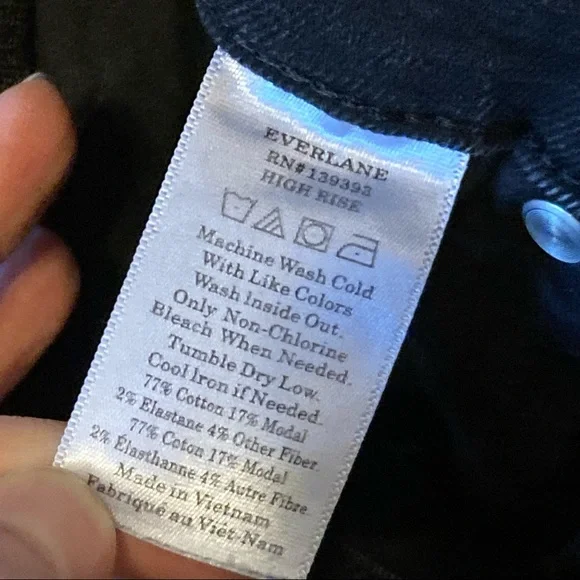 EVERLANE
RN#139393
HIGH RISE
Machine Wash Cold
With Like Colors
Wash Inside Out.
Only Non-Chlorine
Bleach When Needed.
Tumble Dry Low.
Cool Iron if Needed.
77% Cotton 17% Modal
2% Elastane 4% Other Fiber
77% Coton 17% Modal
2% Élasthanne 4% Autre Fibre
Made in Vietnam
Fabriqué au Viêt-Nam